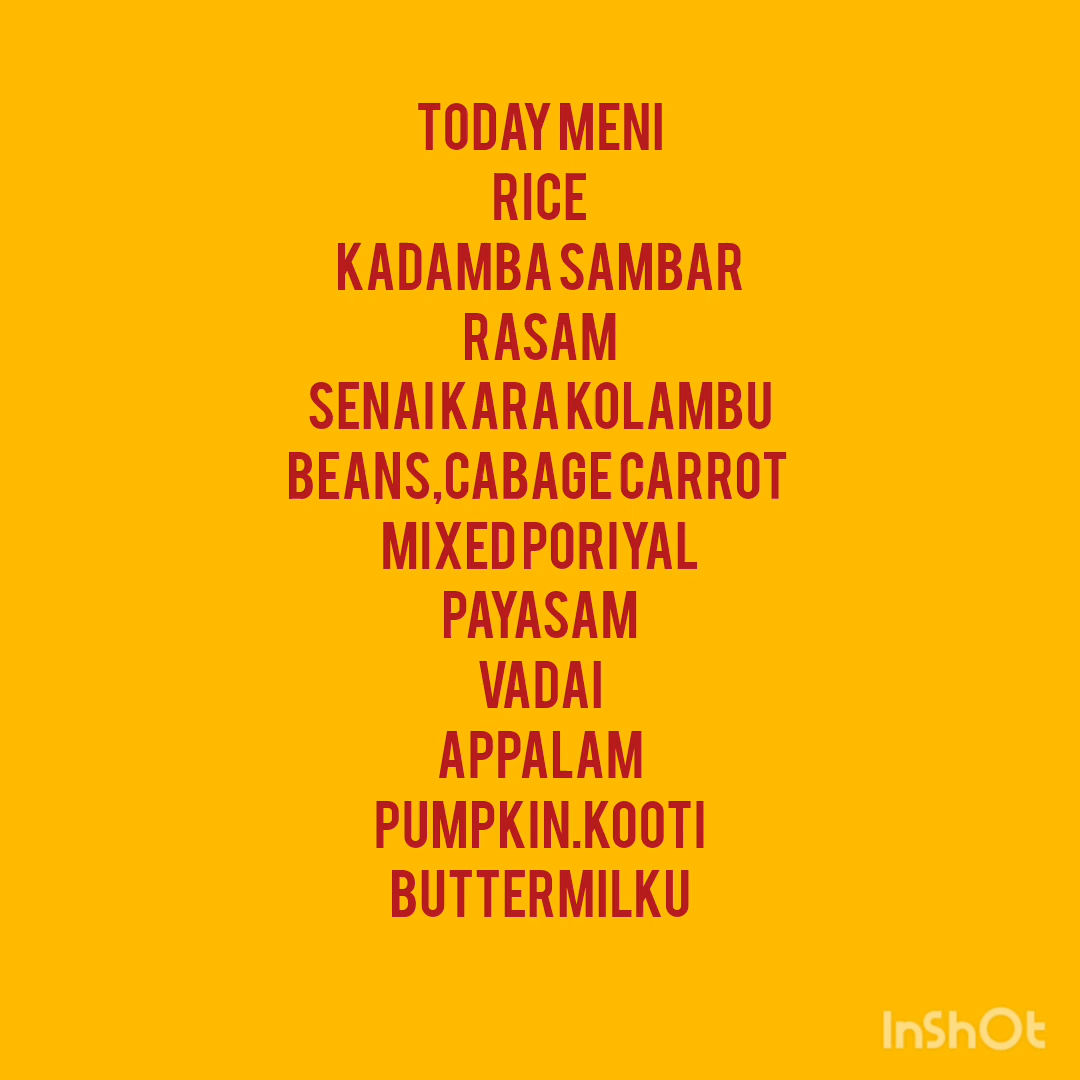 TODAY MENI
RICE
KADAMBA SAMBAR
RASAM
SENAI KARA KOLAMBU
BEANS,CABAGE CARROT
MIXED PORIYAL
PAYASAM
VADAI
APPALAM
PUMPKIN.KOOTI
BUTTERMILKU
InShOt